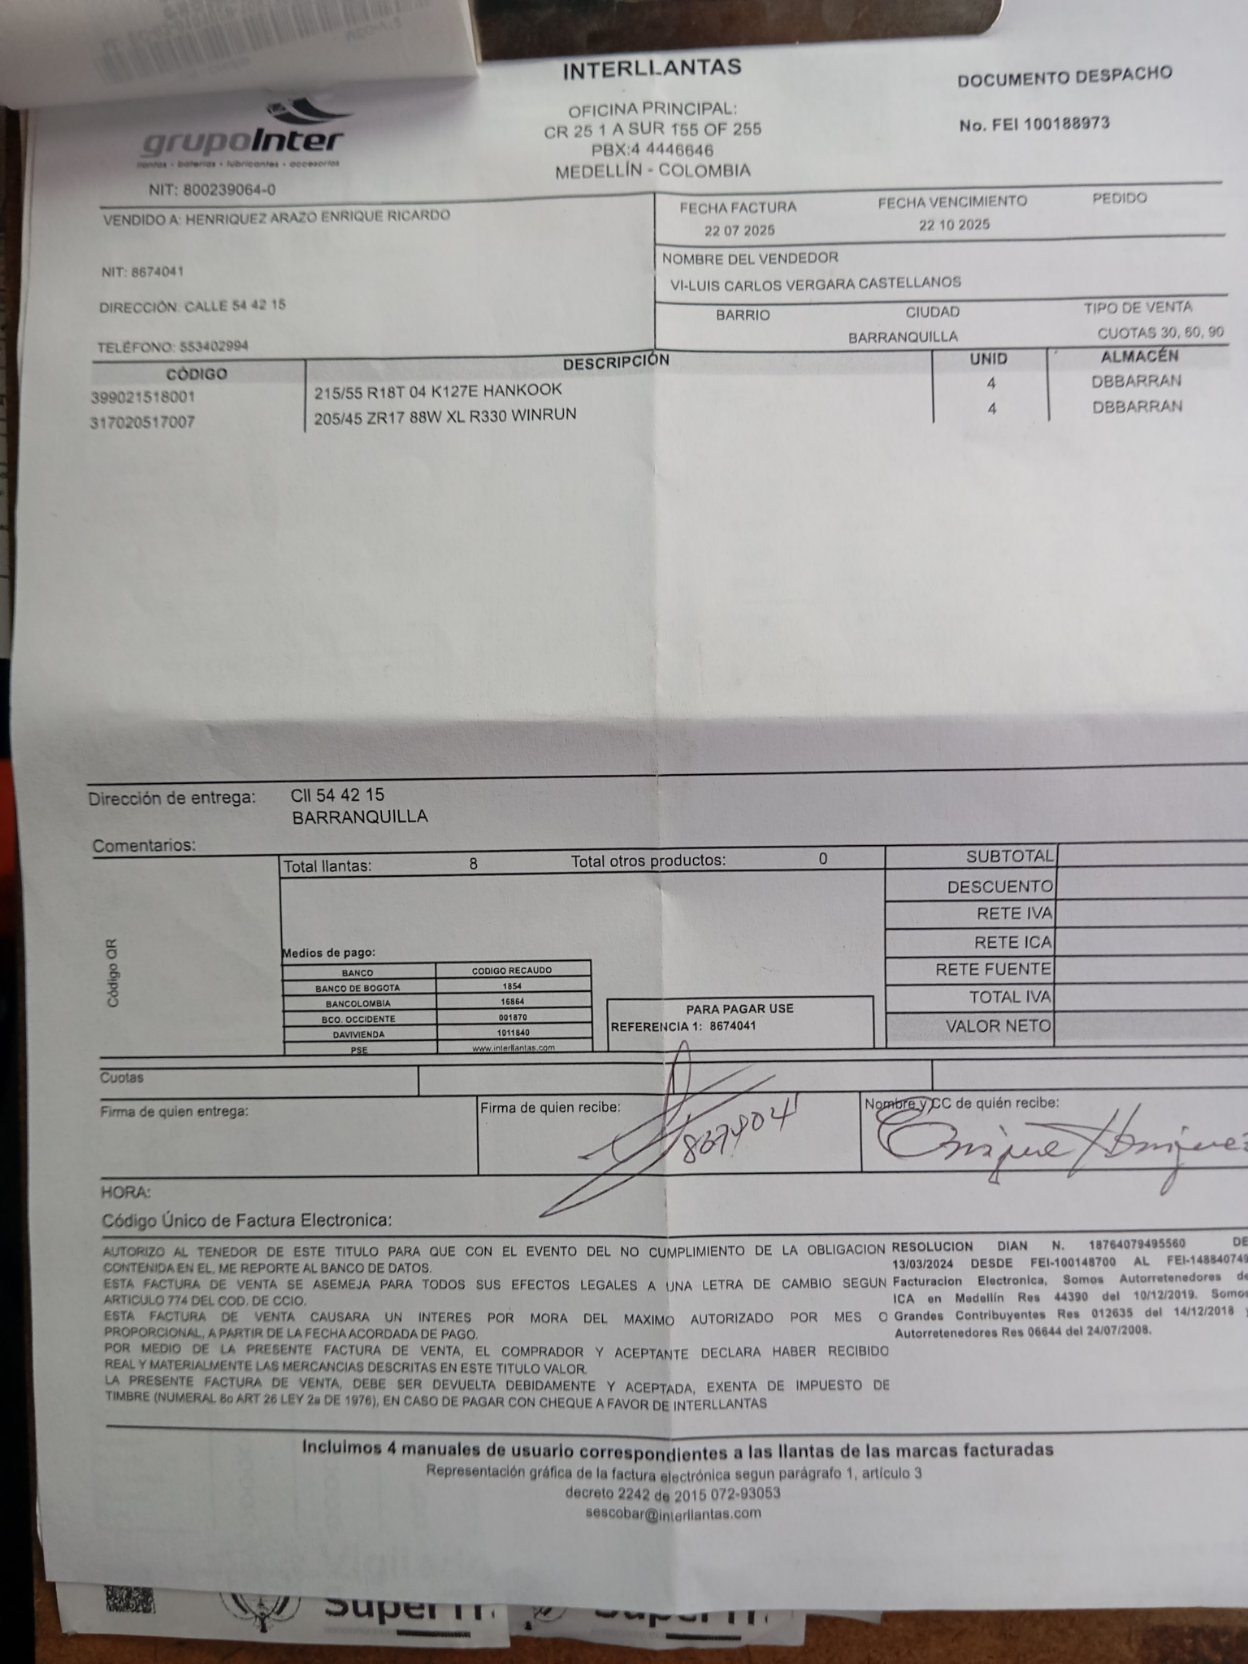 INTERLLANTAS
OFICINA PRINCIPAL:
CR 25 1 A SUR 155 OF 255
PBX:4 4446646
MEDELLÍN - COLOMBIA
DOCUMENTO DESPACHO
No. FEI 100188973
grupoInter
llantas - baterias - lubricantes - accesorios
NIT: 800239064-0
VENDIDO A: HENRIQUEZ ARAZO ENRIQUE RICARDO
NIT: 8674041
DIRECCIÓN: CALLE 54 42 15
TELÉFONO: 553402994
FECHA FACTURA FECHA VENCIMIENTO PEDIDO
22 07 2025 22 10 2025
NOMBRE DEL VENDEDOR
VI-LUIS CARLOS VERGARA CASTELLANOS
BARRIO CIUDAD TIPO DE VENTA
BARRANQUILLA CUOTAS 30, 60, 90
CÓDIGO DESCRIPCIÓN UNID ALMACÉN
399021518001 215/55 R18T 04 K127E HANKOOK 4 DBBARRAN
317020517007 205/45 ZR17 88W XL R330 WINRUN 4 DBBARRAN
Dirección de entrega: Cll 54 42 15
BARRANQUILLA
Comentarios:
Total llantas: 8 Total otros productos: 0
SUBTOTAL
DESCUENTO
RETE IVA
RETE ICA
RETE FUENTE
TOTAL IVA
VALOR NETO
Código QR
Medios de pago:
BANCO CODIGO RECAUDO
BANCO DE BOGOTA 1854
BANCOLOMBIA 16864
BCO. OCCIDENTE 001870
DAVIVIENDA 1011840
PSE www.interllantas.com
PARA PAGAR USE
REFERENCIA 1: 8674041
Cuotas
Firma de quien entrega:
Firma de quien recibe:
Nombre y CC de quién recibe:
Enrique Henriquez
HORA:
Código Único de Factura Electronica:
AUTORIZO AL TENEDOR DE ESTE TITULO PARA QUE CON EL EVENTO DEL NO CUMPLIMIENTO DE LA OBLIGACION
CONTENIDA EN EL, ME REPORTE AL BANCO DE DATOS.
ESTA FACTURA DE VENTA SE ASEMEJA PARA TODOS SUS EFECTOS LEGALES A UNA LETRA DE CAMBIO SEGUN
ARTICULO 774 DEL COD. DE CCIO.
ESTA FACTURA DE VENTA CAUSARA UN INTERES POR MORA DEL MAXIMO AUTORIZADO POR MES O
PROPORCIONAL, A PARTIR DE LA FECHA ACORDADA DE PAGO.
POR MEDIO DE LA PRESENTE FACTURA DE VENTA, EL COMPRADOR Y ACEPTANTE DECLARA HABER RECIBIDO
REAL Y MATERIALMENTE LAS MERCANCIAS DESCRITAS EN ESTE TITULO VALOR.
LA PRESENTE FACTURA DE VENTA, DEBE SER DEVUELTA DEBIDAMENTE Y ACEPTADA, EXENTA DE IMPUESTO DE
TIMBRE (NUMERAL 8o ART 26 LEY 2a DE 1976), EN CASO DE PAGAR CON CHEQUE A FAVOR DE INTERLLANTAS
RESOLUCION DIAN N. 18764079495560 DE
13/03/2024 DESDE FEI-100148700 AL FEI-148840749
Facturacion Electronica, Somos Autorretenedores de
ICA en Medellín Res 44390 del 10/12/2019. Somos
Grandes Contribuyentes Res 012635 del 14/12/2018 y
Autorretenedores Res 06644 del 24/07/2008.
Incluimos 4 manuales de usuario correspondientes a las llantas de las marcas facturadas
Representación gráfica de la factura electrónica segun parágrafo 1, artículo 3
decreto 2242 de 2015 072-93053
sescobar@interllantas.com